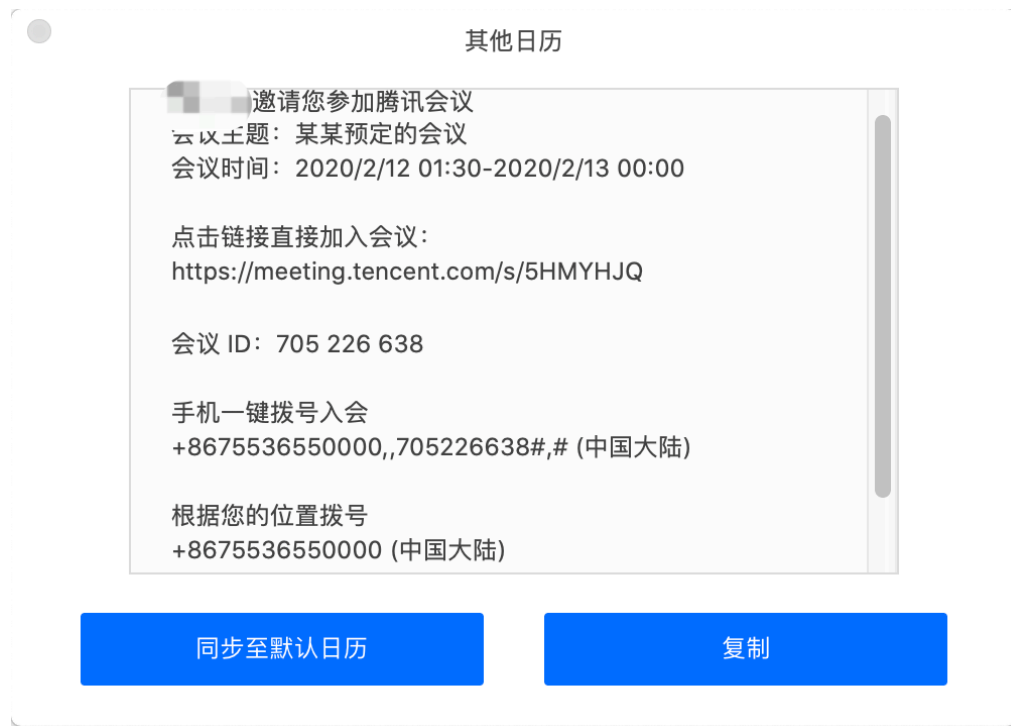 其他日历
邀请您参加腾讯会议
会议主题：某某预定的会议
会议时间：2020/2/12 01:30-2020/2/13 00:00
点击链接直接加入会议：
https://meeting.tencent.com/s/5HMYHJQ
会议 ID：705 226 638
手机一键拨号入会
+8675536550000,,705226638#,# (中国大陆)
根据您的位置拨号
+8675536550000 (中国大陆)
同步至默认日历
复制